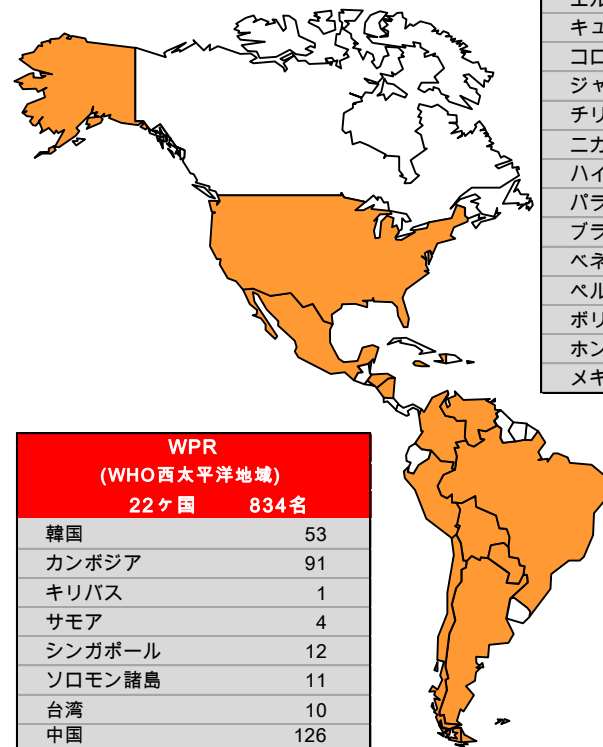 エル
キュ
コロ
ジャ
チリ
ニカ
ハイ
パラ
ブラ
ベネ
ペル
ボリ
ホン
メキ
WPR
(WHO西太平洋地域)
22ケ国 834名
韓国 53
カンボジア 91
キリバス 1
サモア 4
シンガポール 12
ソロモン諸島 11
台湾 10
中国 126